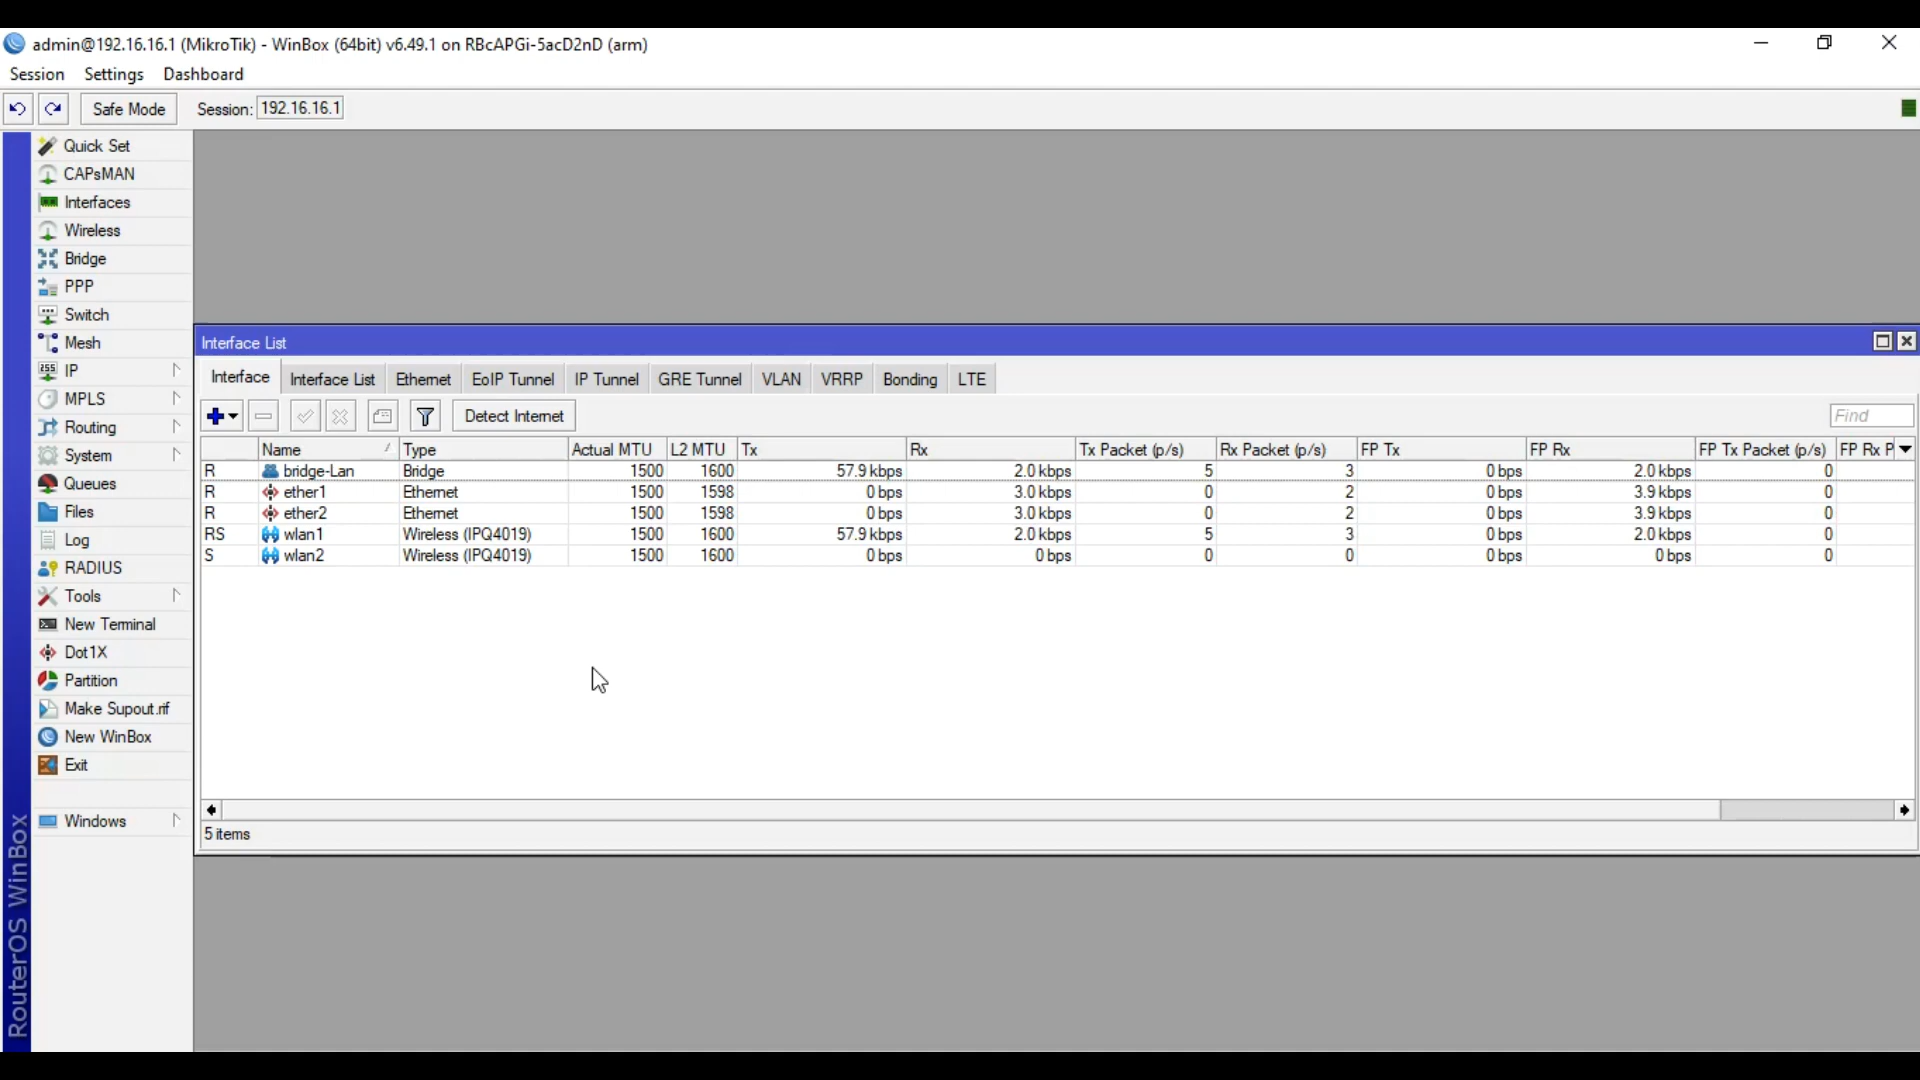 admin@192.16.16.1 (MikroTik) - WinBox (64bit) v6.49.1 on RBcAPGi-5acD2nD (arm)
Session Settings Dashboard
Safe Mode Session: 192.16.16.1
Quick Set
CAPsMAN
Interfaces
Wireless
Bridge
PPP
Switch
Mesh
IP
MPLS
Routing
System
Queues
Files
Log
RADIUS
Tools
New Terminal
Dot1X
Partition
Make Supout.rif
New WinBox
Exit
Windows
RouterOS WinBox
Interface List
Interface Interface List Ethernet EoIP Tunnel IP Tunnel GRE Tunnel VLAN VRRP Bonding LTE
Detect Internet Find
Name Type Actual MTU L2 MTU Tx Rx Tx Packet (p/s) Rx Packet (p/s) FP Tx FP Rx FP Tx Packet (p/s) FP Rx P
R bridge-Lan Bridge 1500 1600 57.9 kbps 2.0 kbps 5 3 0 bps 2.0 kbps 0
R ether1 Ethernet 1500 1598 0 bps 3.0 kbps 0 2 0 bps 3.9 kbps 0
R ether2 Ethernet 1500 1598 0 bps 3.0 kbps 0 2 0 bps 3.9 kbps 0
RS wlan1 Wireless (IPQ4019) 1500 1600 57.9 kbps 2.0 kbps 5 3 0 bps 2.0 kbps 0
S wlan2 Wireless (IPQ4019) 1500 1600 0 bps 0 bps 0 0 0 bps 0 bps 0
5 items